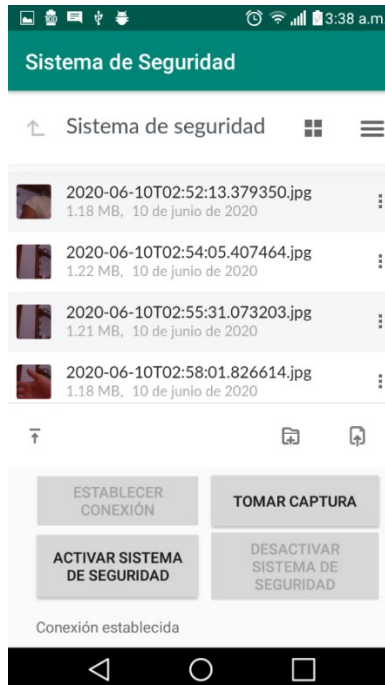 3:38 a.m.
Sistema de Seguridad
Sistema de seguridad
2020-06-10T02:52:13.379350.jpg
1.18 MB, 10 de junio de 2020
2020-06-10T02:54:05.407464.jpg
1.22 MB, 10 de junio de 2020
2020-06-10T02:55:31.073203.jpg
1.21 MB, 10 de junio de 2020
2020-06-10T02:58:01.826614.jpg
1.18 MB, 10 de junio de 2020
ESTABLECER
CONEXIÓN
TOMAR CAPTURA
ACTIVAR SISTEMA
DE SEGURIDAD
DESACTIVAR
SISTEMA DE
SEGURIDAD
Conexión establecida